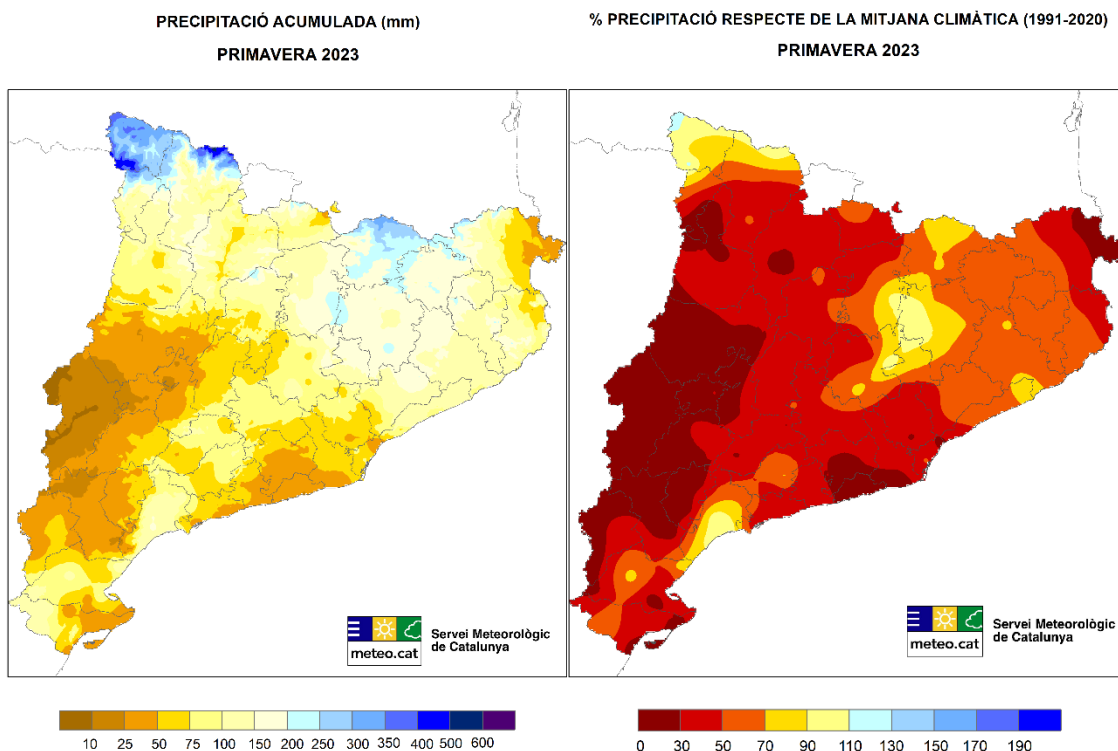 PRECIPITACIÓ ACUMULADA (mm)
PRIMAVERA 2023
% PRECIPITACIÓ RESPECTE DE LA MITJANA CLIMÀTICA (1991-2020)
PRIMAVERA 2023
meteo.cat
Servei Meteorològic
de Catalunya
meteo.cat
Servei Meteorològic
de Catalunya
10 25 50 75 100 150 200 250 300 350 400 500 600
0 30 50 70 90 110 130 150 170 190